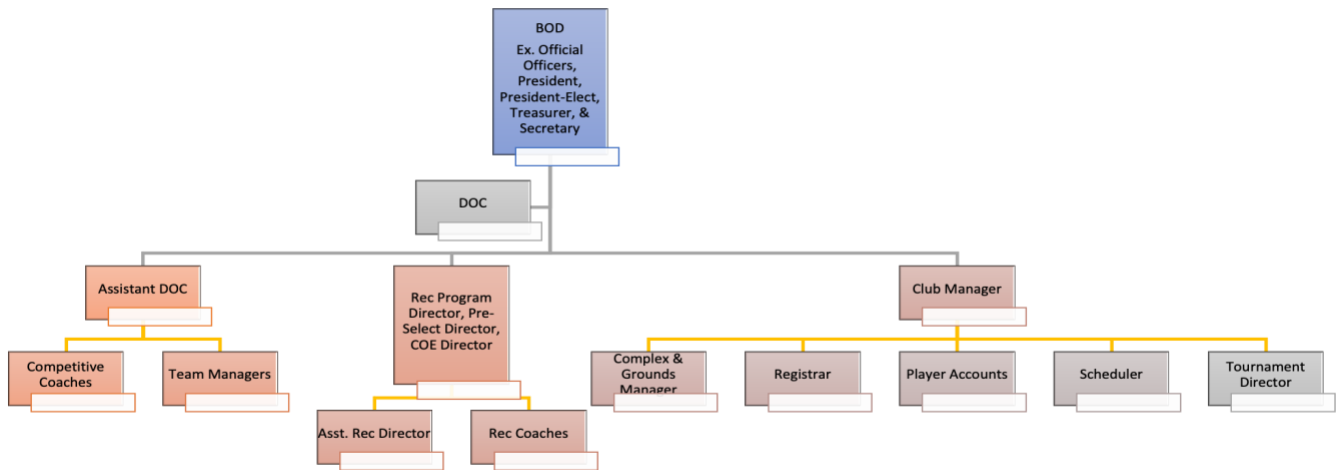 BOD
Ex. Official
Officers,
President,
President-Elect,
Treasurer, &
Secretary
DOC
Assistant DOC
Rec Program
Director, Pre-
Select Director,
COE Director
Club Manager
Competitive
Coaches
Team Managers
Complex &
Grounds
Manager
Registrar
Player Accounts
Scheduler
Tournament
Director
Asst. Rec Director
Rec Coaches